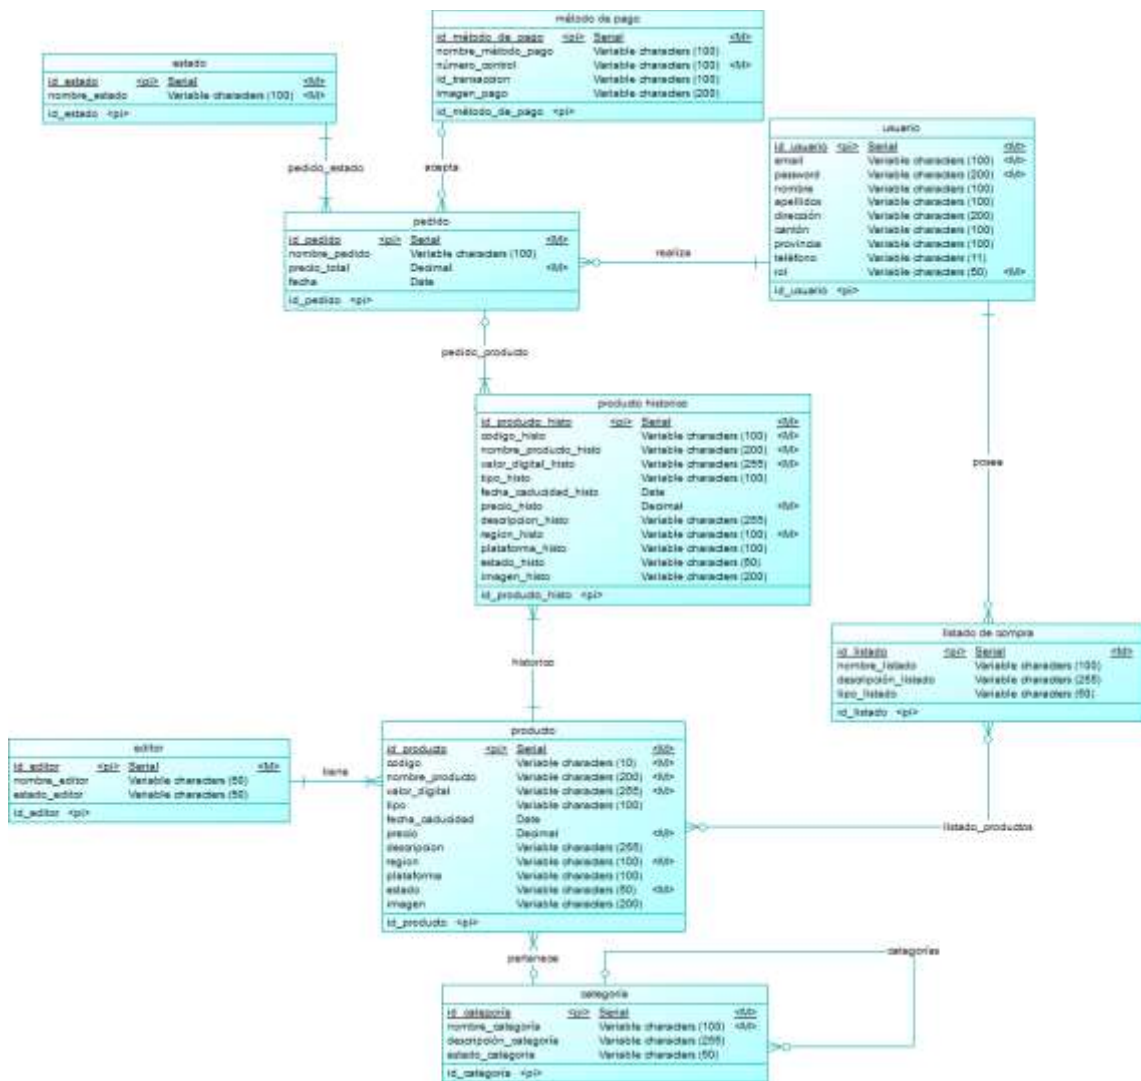 método de pago
id_método_de_pago <pi> Serial <M>
nombre_método_pago Variable characters (100)
número_control Variable characters (100) <M>
id_transaccion Variable characters (100)
imagen_pago Variable characters (200)
id_método_de_pago <pi>
estado
id_estado <pi> Serial <M>
nombre_estado Variable characters (100) <M>
id_estado <pi>
usuario
id_usuario <pi> Serial <M>
email Variable characters (100) <M>
password Variable characters (200) <M>
nombre Variable characters (100)
apellidos Variable characters (100)
dirección Variable characters (200)
cantón Variable characters (100)
provincia Variable characters (100)
teléfono Variable characters (11)
rol Variable characters (50) <M>
id_usuario <pi>
pedido_estado
acepta
pedido
id_pedido <pi> Serial <M>
nombre_pedido Variable characters (100)
precio_total Decimal <M>
fecha Date
id_pedido <pi>
realiza
pedido_producto
producto historico
id_producto_histo <pi> Serial <M>
codigo_histo Variable characters (100) <M>
nombre_producto_histo Variable characters (200) <M>
valor_digital_histo Variable characters (255) <M>
tipo_histo Variable characters (100)
fecha_caducidad_histo Date
precio_histo Decimal <M>
descripcion_histo Variable characters (255)
region_histo Variable characters (100) <M>
plataforma_histo Variable characters (100)
estado_histo Variable characters (50)
imagen_histo Variable characters (200)
id_producto_histo <pi>
posee
listado de compra
id_listado <pi> Serial <M>
nombre_listado Variable characters (100)
descripción_listado Variable characters (255)
tipo_listado Variable characters (50)
id_listado <pi>
historico
producto
id_producto <pi> Serial <M>
codigo Variable characters (10) <M>
nombre_producto Variable characters (200) <M>
valor_digital Variable characters (255) <M>
tipo Variable characters (100)
fecha_caducidad Date
precio Decimal <M>
descripcion Variable characters (255)
region Variable characters (100) <M>
plataforma Variable characters (100)
estado Variable characters (50) <M>
imagen Variable characters (200)
id_producto <pi>
editor
id_editor <pi> Serial <M>
nombre_editor Variable characters (50)
estado_editor Variable characters (50)
id_editor <pi>
tiene
listado_productos
pertenece
categorías
categoría
id_categoría <pi> Serial <M>
nombre_categoría Variable characters (100) <M>
descripción_categoría Variable characters (255)
estado_categoría Variable characters (50)
id_categoría <pi>